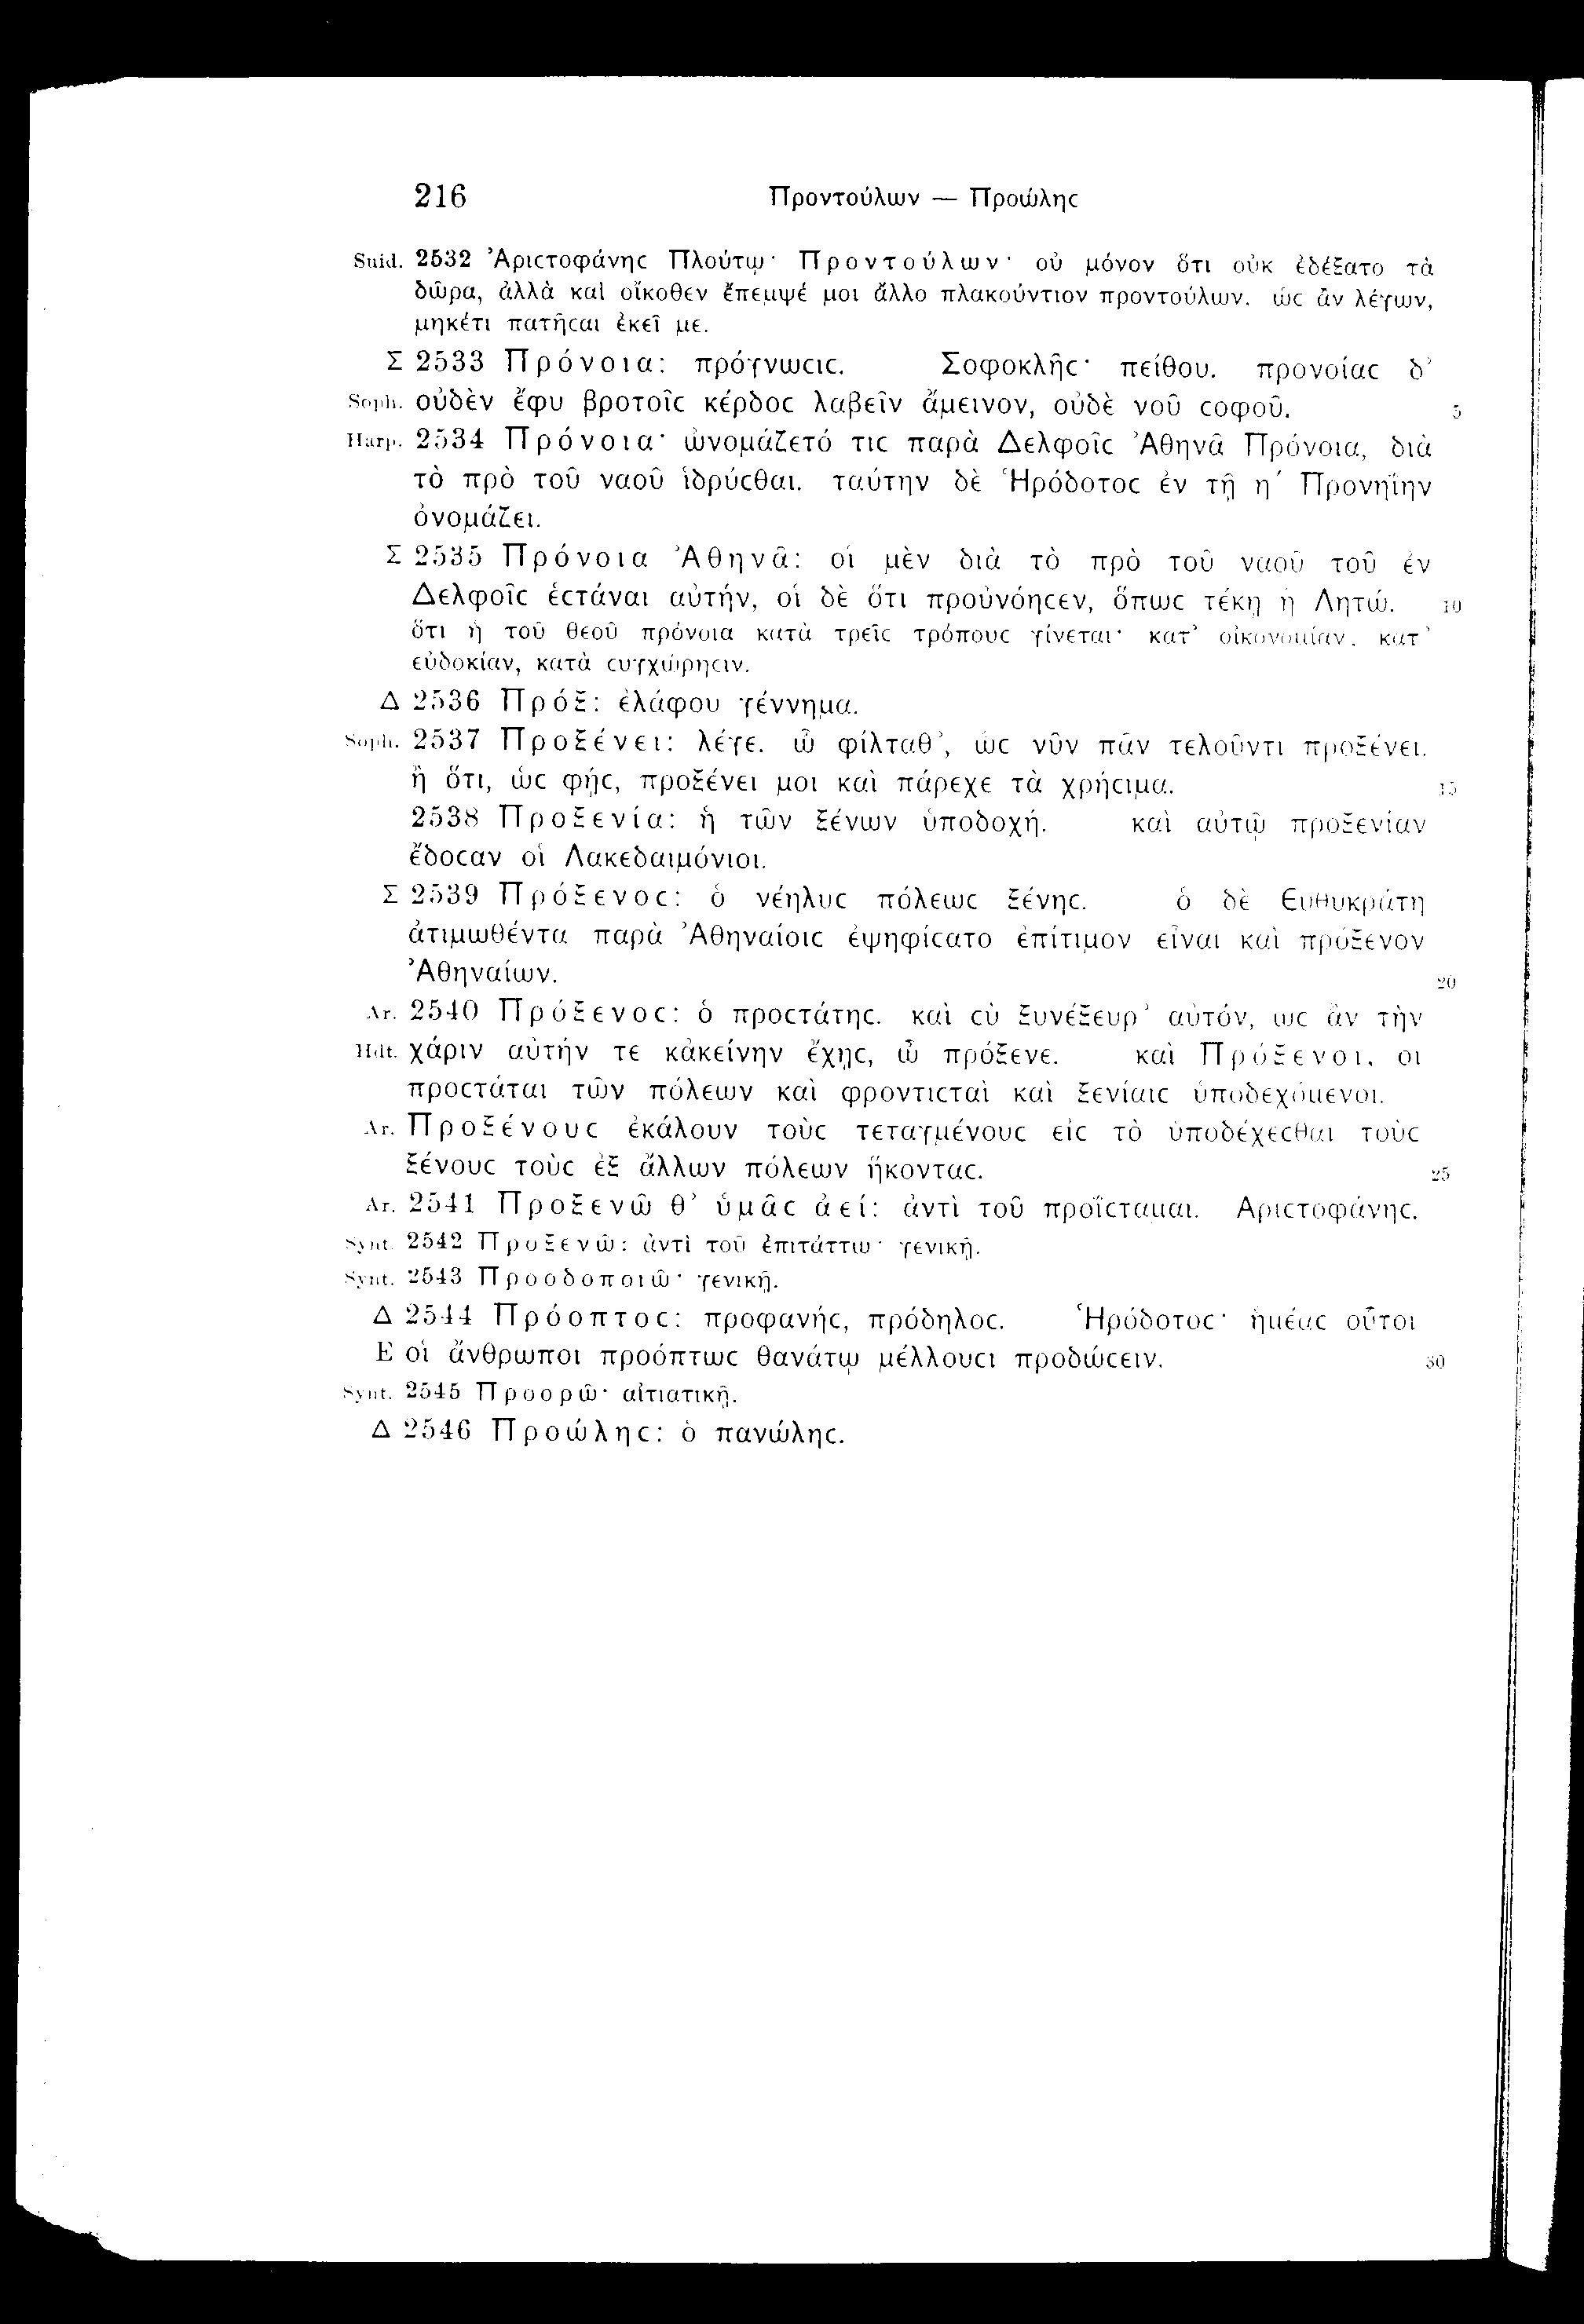 216 Προντούλων — Προώλης
Suid. 2532 Ἀριϲτοφάνηϲ Πλούτῳ· Προντούλων· οὐ μόνον ὅτι οὐκ ἐδέξατο τὰ
δῶρα, ἀλλὰ καὶ οἴκοθεν ἔπεμψέ μοι ἄλλο πλακούντιον προντούλων. ὡϲ ἂν λέγων,
μηκέτι πατῆϲαι ἐκεῖ με.
Σ 2533 Πρόνοια: πρόγνωϲιϲ. Σοφοκλῆϲ· πείθου. προνοίαϲ δ’
Soph. οὐδὲν ἔφυ βροτοῖϲ κέρδοϲ λαβεῖν ἄμεινον, οὐδὲ νοῦ ϲοφοῦ. 5
Harp. 2534 Πρόνοια· ὠνομάζετό τιϲ παρὰ Δελφοῖϲ Ἀθηνᾶ Πρόνοια, διὰ
τὸ πρὸ τοῦ ναοῦ ἱδρύϲθαι. ταύτην δὲ Ἡρόδοτοϲ ἐν τῇ η΄ Προνηΐην
ὀνομάζει.
Σ 2535 Πρόνοια Ἀθηνᾶ: οἱ μὲν διὰ τὸ πρὸ τοῦ ναοῦ τοῦ ἐν
Δελφοῖϲ ἑϲτάναι αὐτήν, οἱ δὲ ὅτι προὐνόηϲεν, ὅπωϲ τέκῃ ἡ Λητώ. 10
ὅτι ἡ τοῦ θεοῦ πρόνοια κατὰ τρεῖϲ τρόπουϲ γίνεται· κατ’ οἰκονομίαν, κατ’
εὐδοκίαν, κατὰ ϲυγχώρηϲιν.
Δ 2536 Πρόξ: ἐλάφου γέννημα.
Soph. 2537 Προξένει: λέγε. ὦ φίλταθ’, ὡϲ νῦν πᾶν τελοῦντι προξένει.
ἢ ὅτι, ὡϲ φῄϲ, προξένει μοι καὶ πάρεχε τὰ χρήϲιμα. 15
2538 Προξενία: ἡ τῶν ξένων ὑποδοχή. καὶ αὐτῷ προξενίαν
ἔδοϲαν οἱ Λακεδαιμόνιοι.
Σ 2539 Πρόξενοϲ: ὁ νέηλυϲ πόλεωϲ ξένηϲ. ὁ δὲ Εὐθυκράτη
ἀτιμωθέντα παρὰ Ἀθηναίοιϲ ἐψηφίϲατο ἐπίτιμον εἶναι καὶ πρόξενον
Ἀθηναίων. 20
Ar. 2540 Πρόξενοϲ: ὁ προϲτάτηϲ. καὶ ϲὺ ξυνέξευρ’ αὐτόν, ὡϲ ἂν τὴν
Hdt. χάριν αὐτήν τε κἀκείνην ἔχῃϲ, ὦ πρόξενε. καὶ Πρόξενοι, οἱ
προϲτάται τῶν πόλεων καὶ φροντιϲταὶ καὶ ξενίαιϲ ὑποδεχόμενοι.
Ar. Προξένουϲ ἐκάλουν τοὺϲ τεταγμένουϲ εἰϲ τὸ ὑποδέχεϲθαι τοὺϲ
ξένουϲ τοὺϲ ἐξ ἄλλων πόλεων ἥκονταϲ. 25
Ar. 2541 Προξενῶ θ’ ὑμᾶϲ ἀεί: ἀντὶ τοῦ προΐϲταμαι. Ἀριϲτοφάνηϲ.
Synt. 2542 Προξενῶ: ἀντὶ τοῦ ἐπιτάττω· γενικῇ.
Synt. 2543 Προοδοποιῶ· γενικῇ.
Δ 2544 Πρόοπτοϲ: προφανήϲ, πρόδηλοϲ. Ἡρόδοτοϲ· ἡμέαϲ οὗτοι
Ε οἱ ἄνθρωποι προόπτωϲ θανάτῳ μέλλουϲι προδώϲειν. 30
Synt. 2545 Προορῶ· αἰτιατικῇ.
Δ 2546 Προώληϲ: ὁ πανώληϲ.